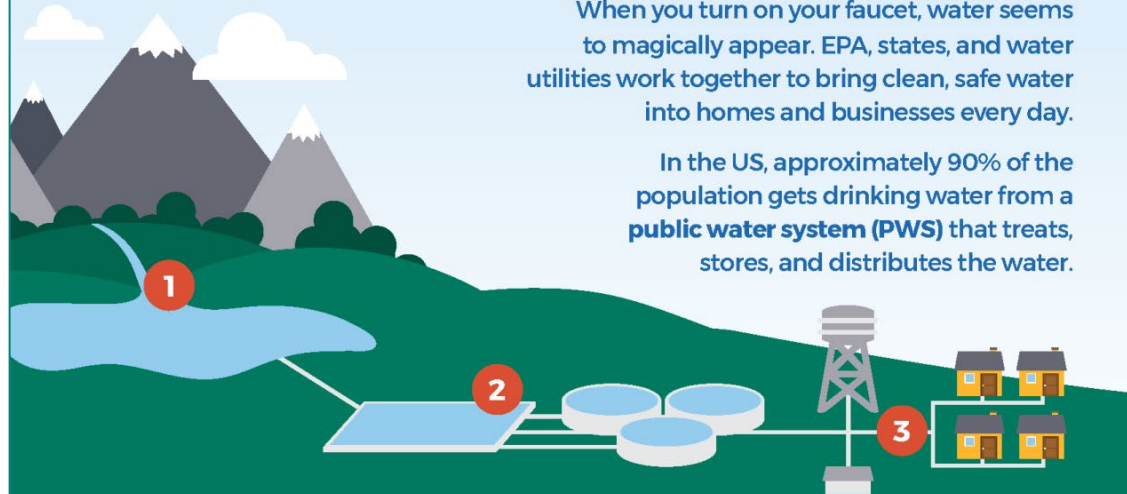 When you turn on your faucet, water seems
to magically appear. EPA, states, and water
utilities work together to bring clean, safe water
into homes and businesses every day.
In the US, approximately 90% of the
population gets drinking water from a
public water system (PWS) that treats,
stores, and distributes the water.
1
2
3